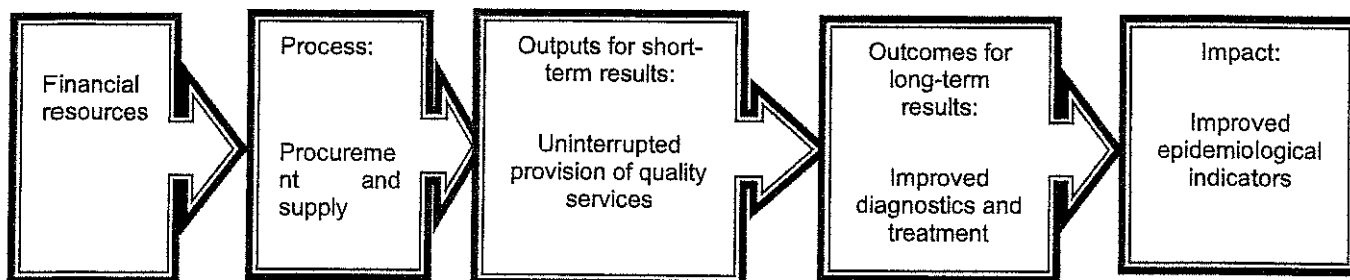 Financial
resources
Process:
Procureme
nt and
supply
Outputs for short-
term results:
Uninterrupted
provision of quality
services
Outcomes for
long-term
results:
Improved
diagnostics and
treatment
Impact:
Improved
epidemiological
indicators